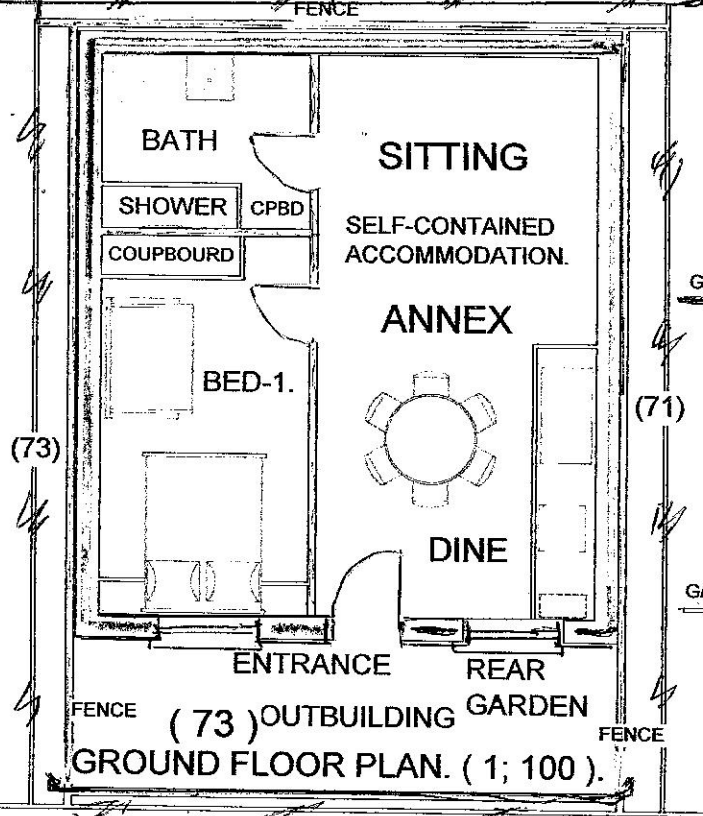 FENCE
BATH
SITTING
SHOWER
CPBD
SELF-CONTAINED
ACCOMMODATION.
COUPBOURD
ANNEX
BED-1.
(73)
(71)
DINE
ENTRANCE
REAR
GARDEN
FENCE
( 73 ) OUTBUILDING
FENCE
GROUND FLOOR PLAN. ( 1; 100 ).